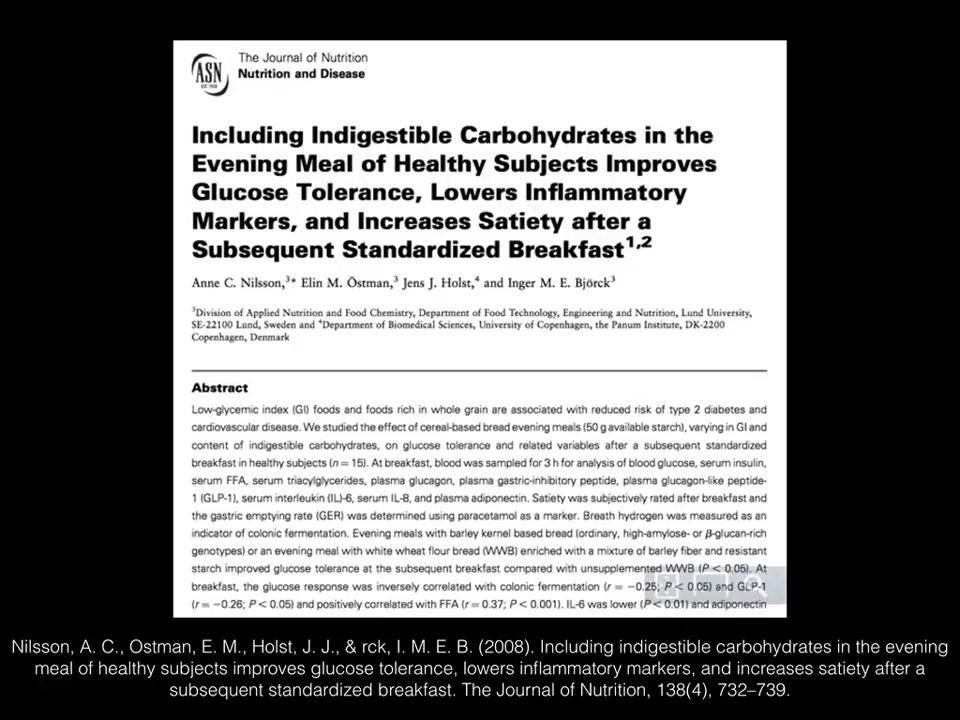 ASN
EST. 1928
The Journal of Nutrition
Nutrition and Disease
Including Indigestible Carbohydrates in the
Evening Meal of Healthy Subjects Improves
Glucose Tolerance, Lowers Inflammatory
Markers, and Increases Satiety after a
Subsequent Standardized Breakfast1,2
Anne C. Nilsson,3* Elin M. Östman,3 Jens J. Holst,4 and Inger M. E. Björck3
3Division of Applied Nutrition and Food Chemistry, Department of Food Technology, Engineering and Nutrition, Lund University,
SE-22100 Lund, Sweden and 4Department of Biomedical Sciences, University of Copenhagen, the Panum Institute, DK-2200
Copenhagen, Denmark
Abstract
Low-glycemic index (GI) foods and foods rich in whole grain are associated with reduced risk of type 2 diabetes and
cardiovascular disease. We studied the effect of cereal-based bread evening meals (50 g available starch), varying in GI and
content of indigestible carbohydrates, on glucose tolerance and related variables after a subsequent standardized
breakfast in healthy subjects (n = 15). At breakfast, blood was sampled for 3 h for analysis of blood glucose, serum insulin,
serum FFA, serum triacylglycerides, plasma glucagon, plasma gastric-inhibitory peptide, plasma glucagon-like peptide-
1 (GLP-1), serum interleukin (IL)-6, serum IL-8, and plasma adiponectin. Satiety was subjectively rated after breakfast and
the gastric emptying rate (GER) was determined using paracetamol as a marker. Breath hydrogen was measured as an
indicator of colonic fermentation. Evening meals with barley kernel based bread (ordinary, high-amylose- or β-glucan-rich
genotypes) or an evening meal with white wheat flour bread (WWB) enriched with a mixture of barley fiber and resistant
starch improved glucose tolerance at the subsequent breakfast compared with unsupplemented WWB (P < 0.05). At
breakfast, the glucose response was inversely correlated with colonic fermentation (r = −0.25; P < 0.05) and GLP-1
(r = −0.26; P < 0.05) and positively correlated with FFA (r = 0.37; P < 0.001). IL-6 was lower (P < 0.01) and adiponectin
Nilsson, A. C., Ostman, E. M., Holst, J. J., & rck, I. M. E. B. (2008). Including indigestible carbohydrates in the evening
meal of healthy subjects improves glucose tolerance, lowers inflammatory markers, and increases satiety after a
subsequent standardized breakfast. The Journal of Nutrition, 138(4), 732–739.